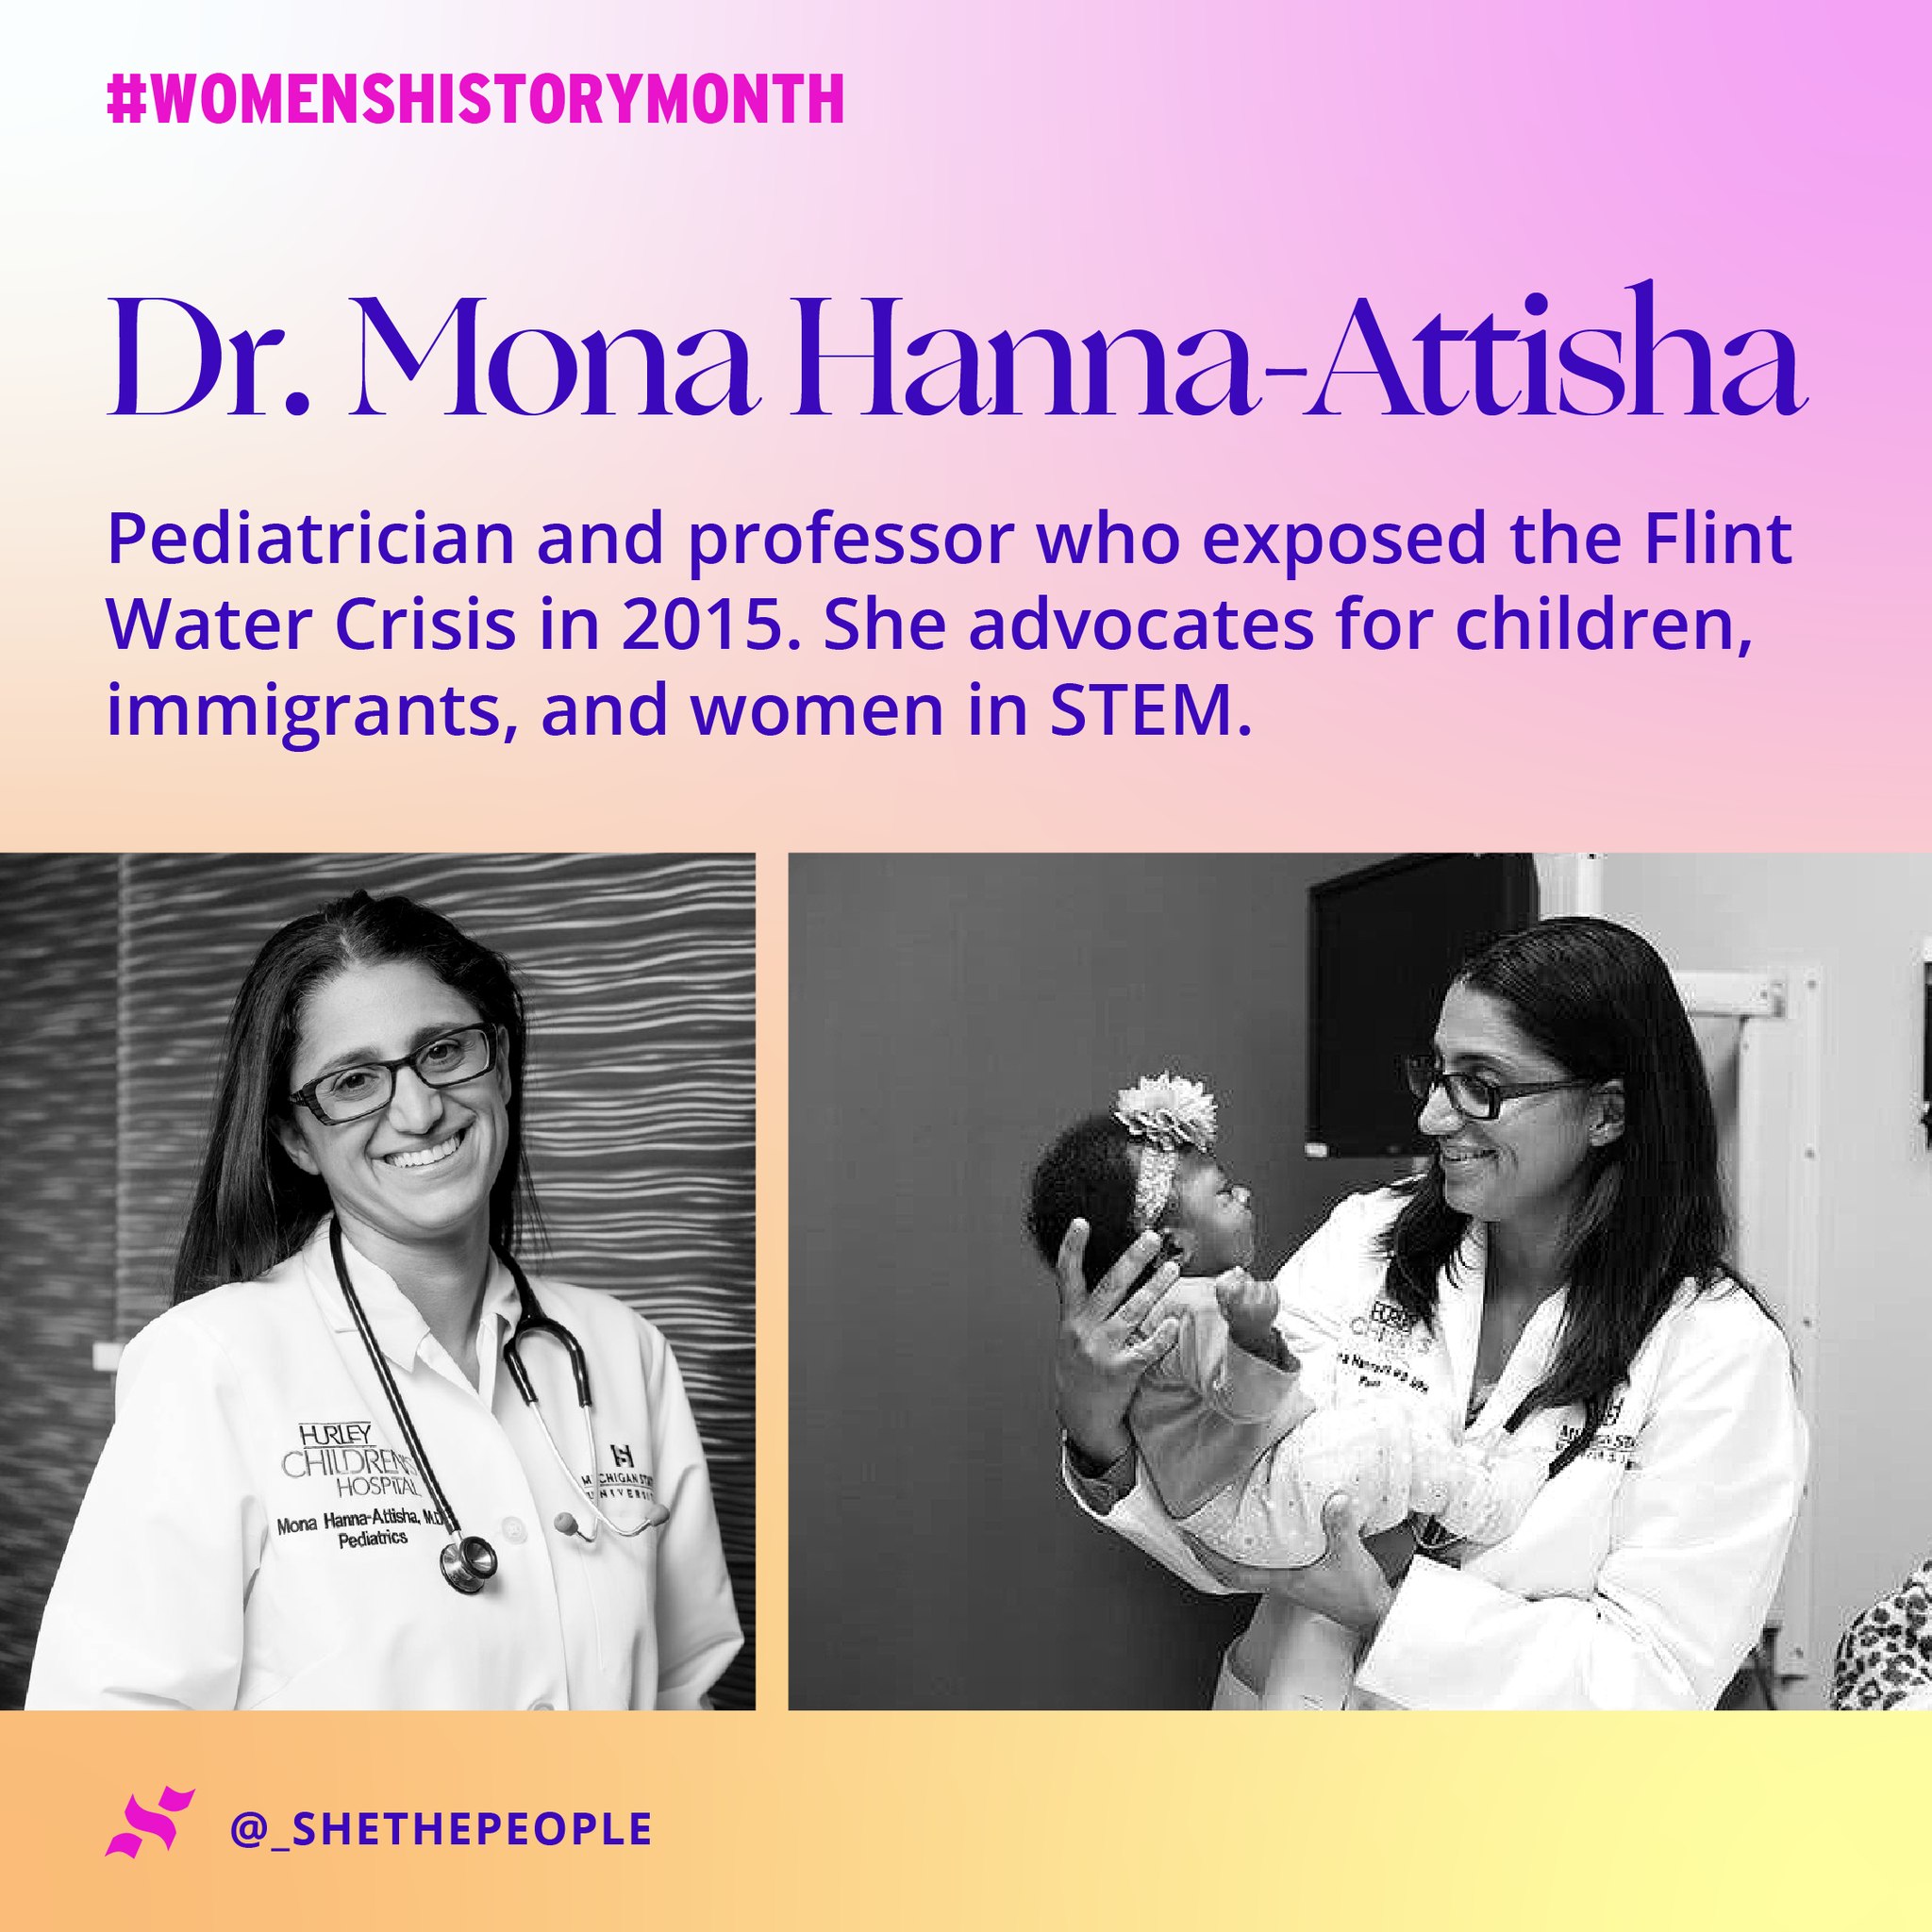 #WOMENSHISTORYMONTH
Dr. Mona Hanna-Attisha
Pediatrician and professor who exposed the Flint
Water Crisis in 2015. She advocates for children,
immigrants, and women in STEM.
HURLEY
CHILDREN'S
HOSPITAL
Mona Hanna-Attisha, M.D
Pediatrics
CHILDREN'S
@_SHETHEPEOPLE